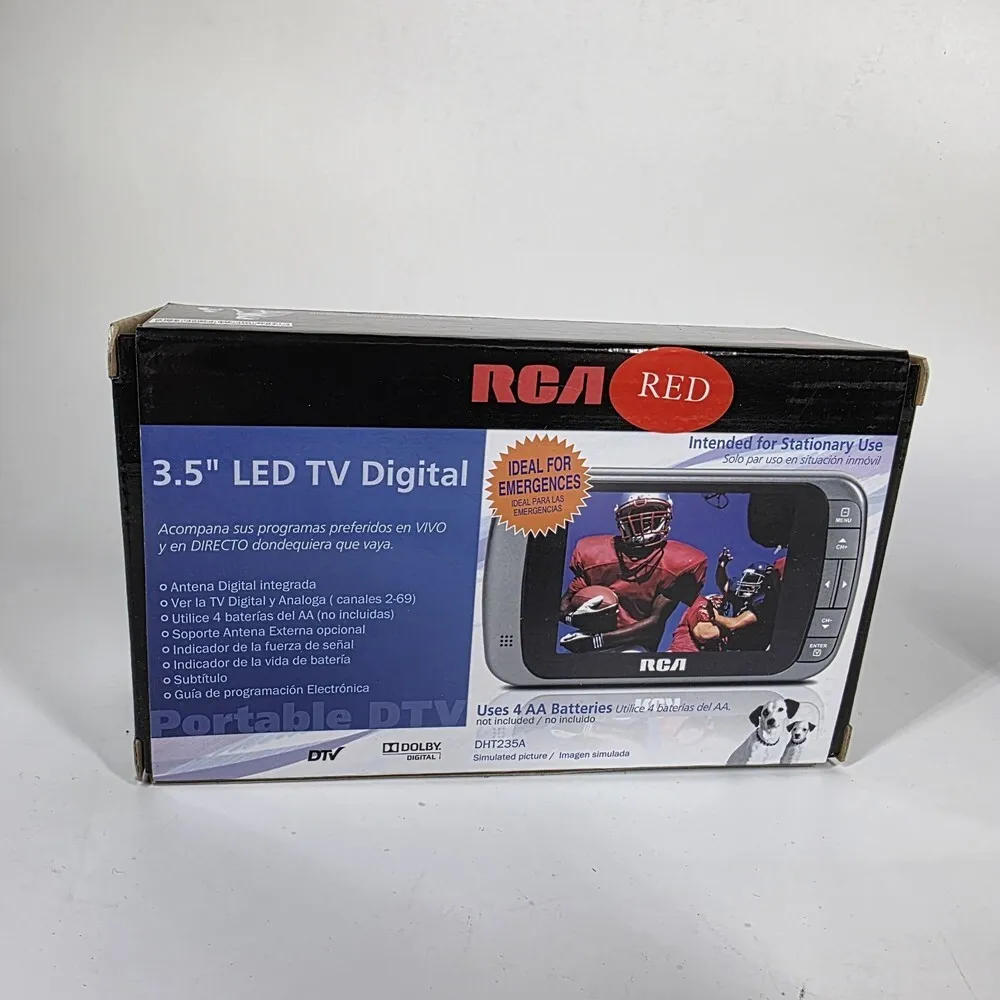 RCA RED
Intended for Stationary Use
Solo par uso en situación inmóvil
3.5" LED TV Digital
IDEAL FOR
EMERGENCES
IDEAL PARA LAS
EMERGENCIAS
Acompana sus programas preferidos en VIVO
y en DIRECTO dondequiera que vaya.
Antena Digital integrada
Ver la TV Digital y Analoga ( canales 2-69)
Utilice 4 baterías del AA (no incluidas)
Soporte Antena Externa opcional
Indicador de la fuerza de señal
Indicador de la vida de batería
Subtítulo
Guía de programación Electrónica
Portable DTV
MENU
CH+
CH-
ENTER
RCA
Uses 4 AA Batteries Utilice 4 baterías del AA.
not included / no incluido
DHT235A
Simulated picture / Imagen simulada
DTV
DOLBY
DIGITAL